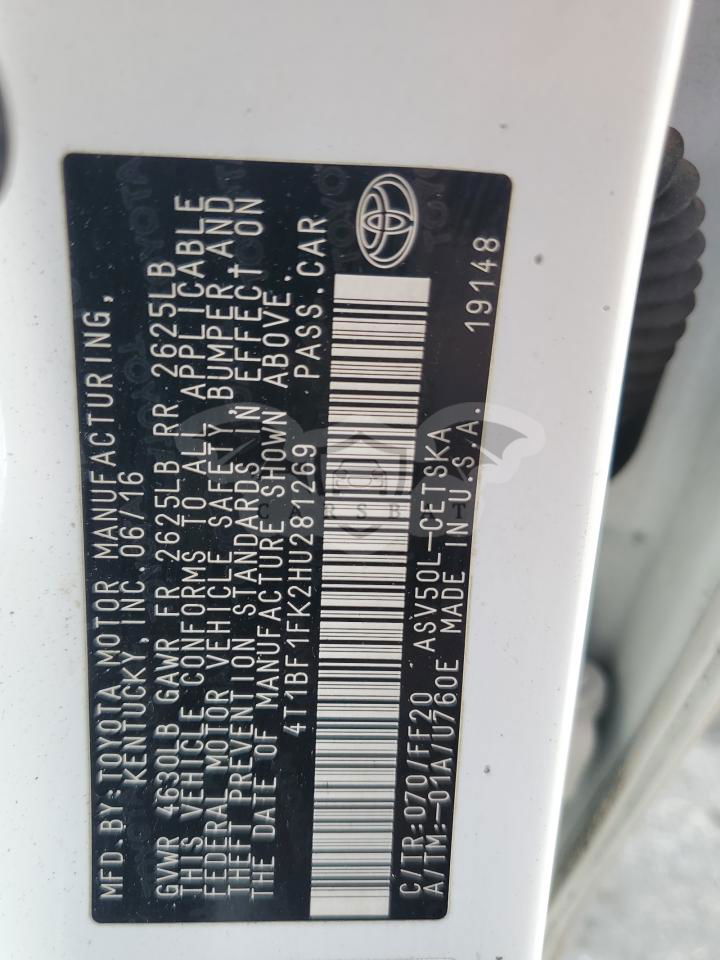 MFD.BY:TOYOTA MOTOR MANUFACTURING,
KENTUCKY, INC. 06/16
GVWR 4630LB GAWR FR 2625LB RR 2625LB
THIS VEHICLE CONFORMS TO ALL APPLICABLE
FEDERAL MOTOR VEHICLE SAFETY, BUMPER AND
THEFT PREVENTION STANDARDS IN EFFECT ON
THE DATE OF MANUFACTURE SHOWN ABOVE.
4T1BF1FK2HU281269 PASS.CAR
C/TR:070/FF20 ASV50L-CETSKA 19148
A/TM:-01A/U760E MADE IN U.S.A.
CARSBAT